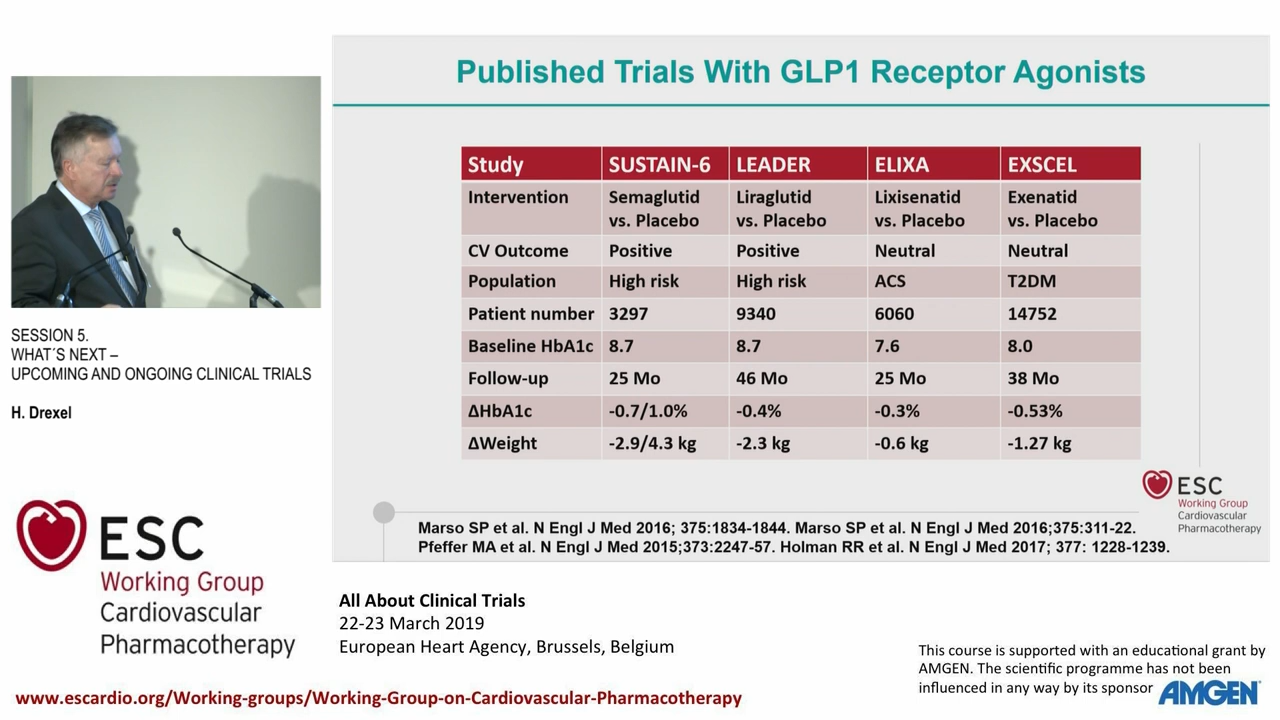 Published Trials With GLP1 Receptor Agonists
Study SUSTAIN-6 LEADER ELIXA EXSCEL
Intervention Semaglutid Liraglutid Lixisenatid Exenatid
vs. Placebo vs. Placebo vs. Placebo vs. Placebo
CV Outcome Positive Positive Neutral Neutral
Population High risk High risk ACS T2DM
Patient number 3297 9340 6060 14752
Baseline HbA1c 8.7 8.7 7.6 8.0
Follow-up 25 Mo 46 Mo 25 Mo 38 Mo
ΔHbA1c -0.7/1.0% -0.4% -0.3% -0.53%
ΔWeight -2.9/4.3 kg -2.3 kg -0.6 kg -1.27 kg
ESC
Working Group
Cardiovascular
Pharmacotherapy
Marso SP et al. N Engl J Med 2016; 375:1834-1844. Marso SP et al. N Engl J Med 2016;375:311-22.
Pfeffer MA et al. N Engl J Med 2015;373:2247-57. Holman RR et al. N Engl J Med 2017; 377: 1228-1239.
SESSION 5.
WHAT´S NEXT –
UPCOMING AND ONGOING CLINICAL TRIALS
H. Drexel
ESC
Working Group
Cardiovascular
Pharmacotherapy
All About Clinical Trials
22-23 March 2019
European Heart Agency, Brussels, Belgium
This course is supported with an educational grant by
AMGEN. The scientific programme has not been
influenced in any way by its sponsor AMGEN®
www.escardio.org/Working-groups/Working-Group-on-Cardiovascular-Pharmacotherapy